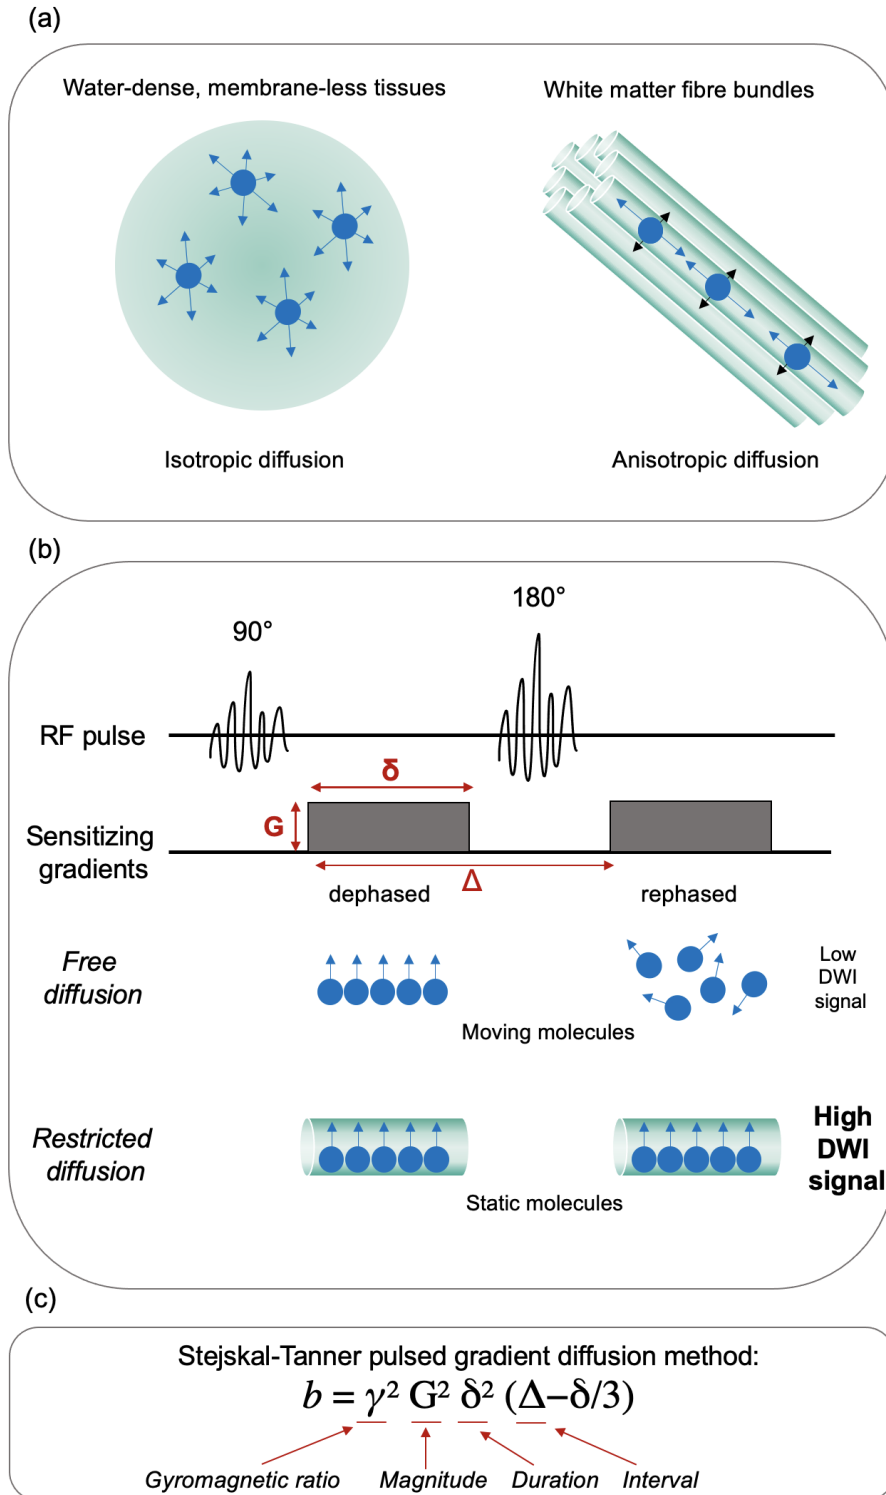 (a)
Water-dense, membrane-less tissues
White matter fibre bundles
Isotropic diffusion
Anisotropic diffusion
(b)
90°
180°
RF pulse
δ
G
Sensitizing
gradients
Δ
dephased
rephased
Free
diffusion
Low
DWI
signal
Moving molecules
Restricted
diffusion
High
DWI
signal
Static molecules
(c)
Stejskal-Tanner pulsed gradient diffusion method:
b = γ² G² δ² (Δ−δ/3)
Gyromagnetic ratio
Magnitude
Duration
Interval